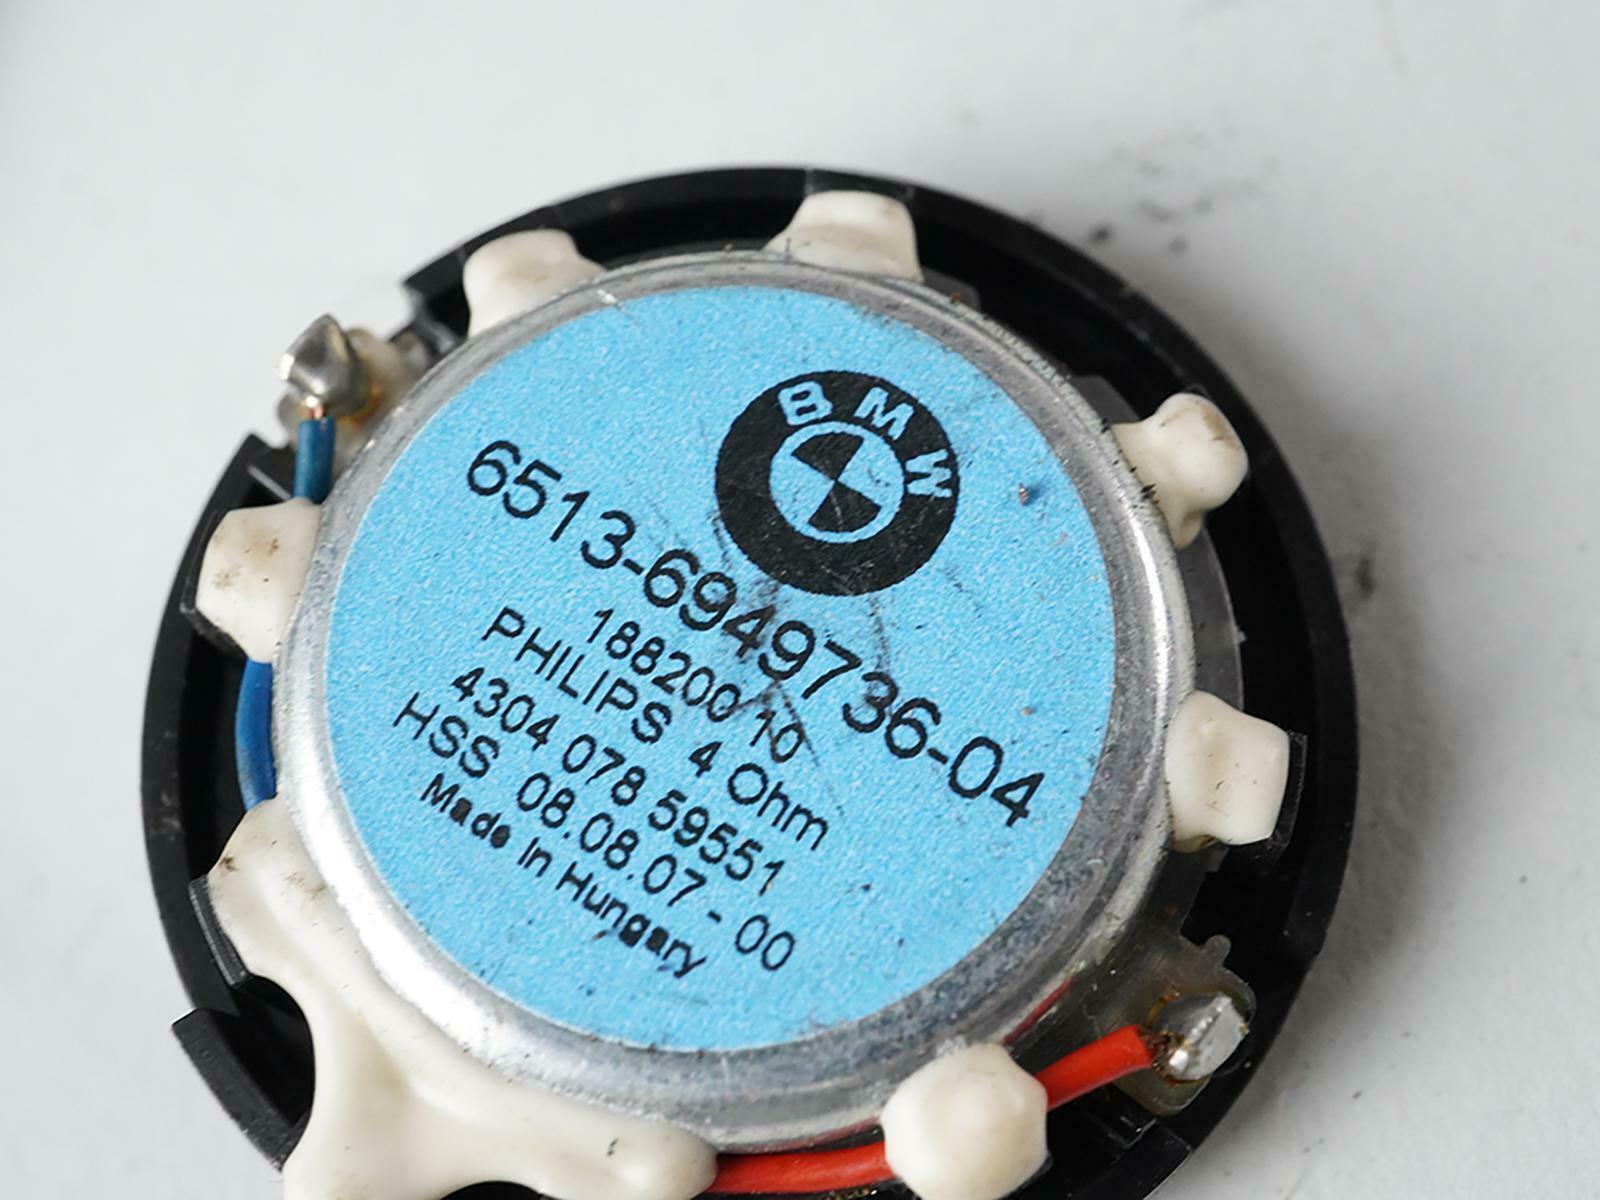 BMW
6513-6949736-04
188200 10
PHILIPS 4 Ohm
4304 078 59551
HSS 08.08.07 - 00
Made in Hungary